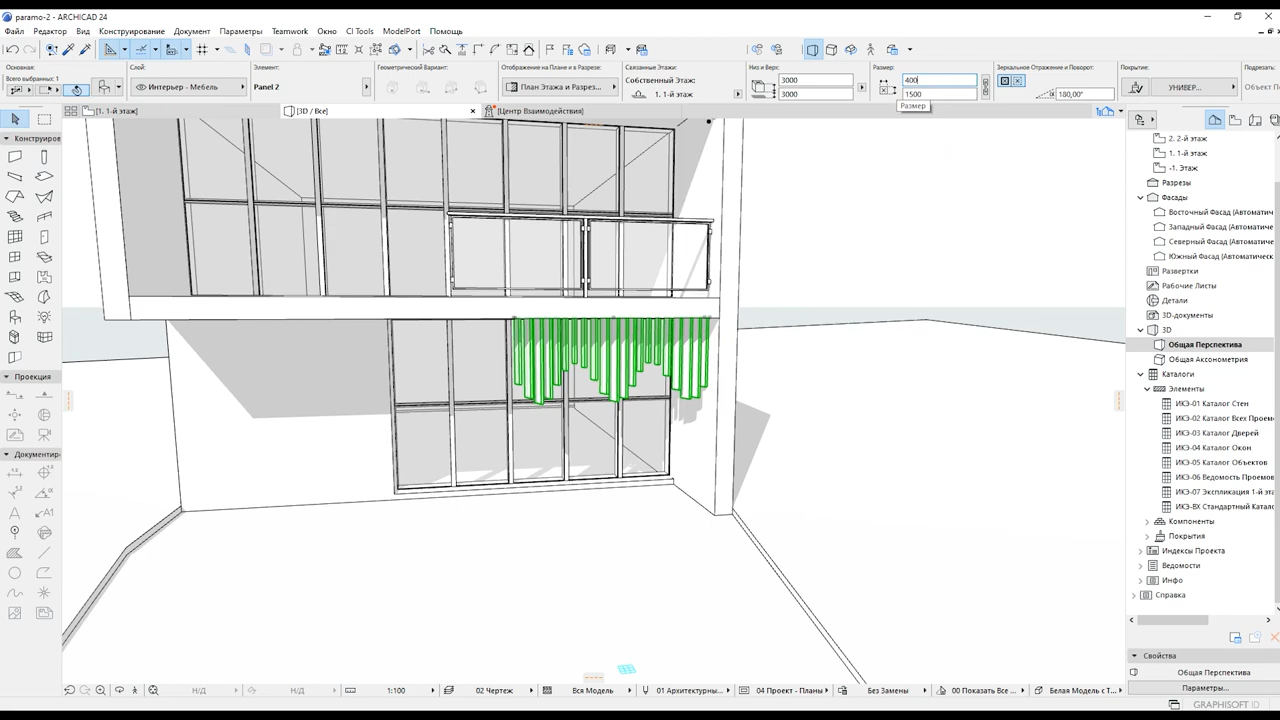 paramo-2 - ARCHICAD 24
Файл Редактор Вид Конструирование Документ Параметры Teamwork Окно CI Tools ModelPort Помощь
Основная: Слой: Элемент Геометрический Вариант: Отображение на Плане и в Разрезе: Связанные Этажи: Низ и Верх: Размер: Зеркальное Отражение и Поворот: Покрытие: Подрезать:
Всего выбранных: 1
Интерьер - Мебель
Panel 2
План Этажа и Разрез...
Собственный Этаж:
1. 1-й этаж
3000
3000
400
1500
180,00°
УНИВЕР...
Объект П
Размер
[1. 1-й этаж]
[3D / Все]
[Центр Взаимодействия]
Конструиров
Проекция
Документир
2. 2-й этаж
1. 1-й этаж
-1. Этаж
Разрезы
Фасады
Восточный Фасад (Автоматиче
Западный Фасад (Автоматичес
Северный Фасад (Автоматичес
Южный Фасад (Автоматическ
Развертки
Рабочие Листы
Детали
3D-документы
3D
Общая Перспектива
Общая Аксонометрия
Каталоги
Элементы
ИКЭ-01 Каталог Стен
ИКЭ-02 Каталог Всех Проем
ИКЭ-03 Каталог Дверей
ИКЭ-04 Каталог Окон
ИКЭ-05 Каталог Объектов
ИКЭ-06 Ведомость Проемов
ИКЭ-07 Экспликация 1-й эта
ИКЭ-ВХ Стандартный Катало
Компоненты
Покрытия
Индексы Проекта
Ведомости
Инфо
Справка
Свойства
Общая Перспектива
Параметры...
Н/Д Н/Д 1:100 02 Чертеж Вся Модель 01 Архитектурны... 04 Проект - Планы Без Замены 00 Показать Все ... Белая Модель с Т...
GRAPHISOFT ID